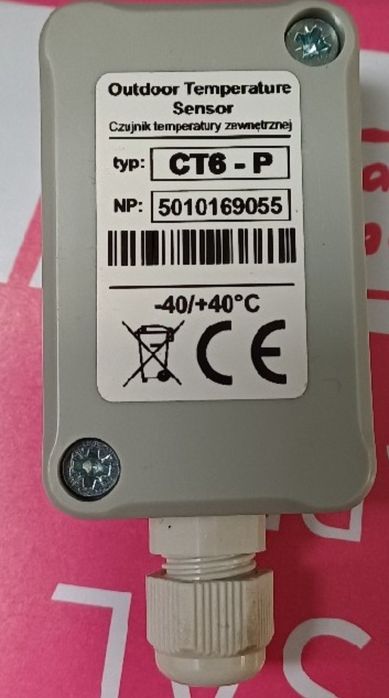 Outdoor Temperature
Sensor
Czujnik temperatury zewnętrznej
typ: CT6 - P
NP: 5010169055
-40/+40°C
CE